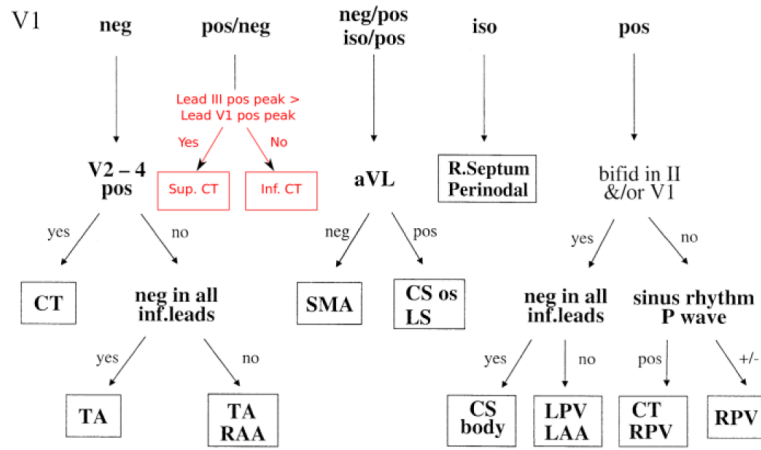 V1
neg
pos/neg
neg/pos
iso/pos
iso
pos
Lead III pos peak >
Lead V1 pos peak
Yes
No
V2 – 4
pos
Sup. CT
Inf. CT
aVL
R.Septum
Perinodal
bifid in II
&/or V1
yes
no
neg
pos
yes
no
CT
neg in all
inf.leads
SMA
CS os
LS
neg in all
inf.leads
sinus rhythm
P wave
yes
no
yes
no
pos
+/-
TA
TA
RAA
CS
body
LPV
LAA
CT
RPV
RPV